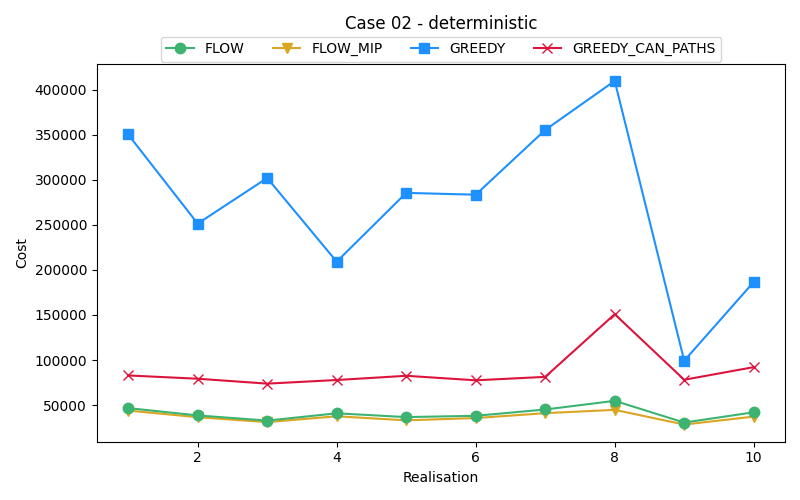 Case 02 - deterministic
FLOW FLOW_MIP GREEDY GREEDY_CAN_PATHS
400000
350000
300000
250000
200000
150000
100000
50000
Cost
2 4 6 8 10
Realisation